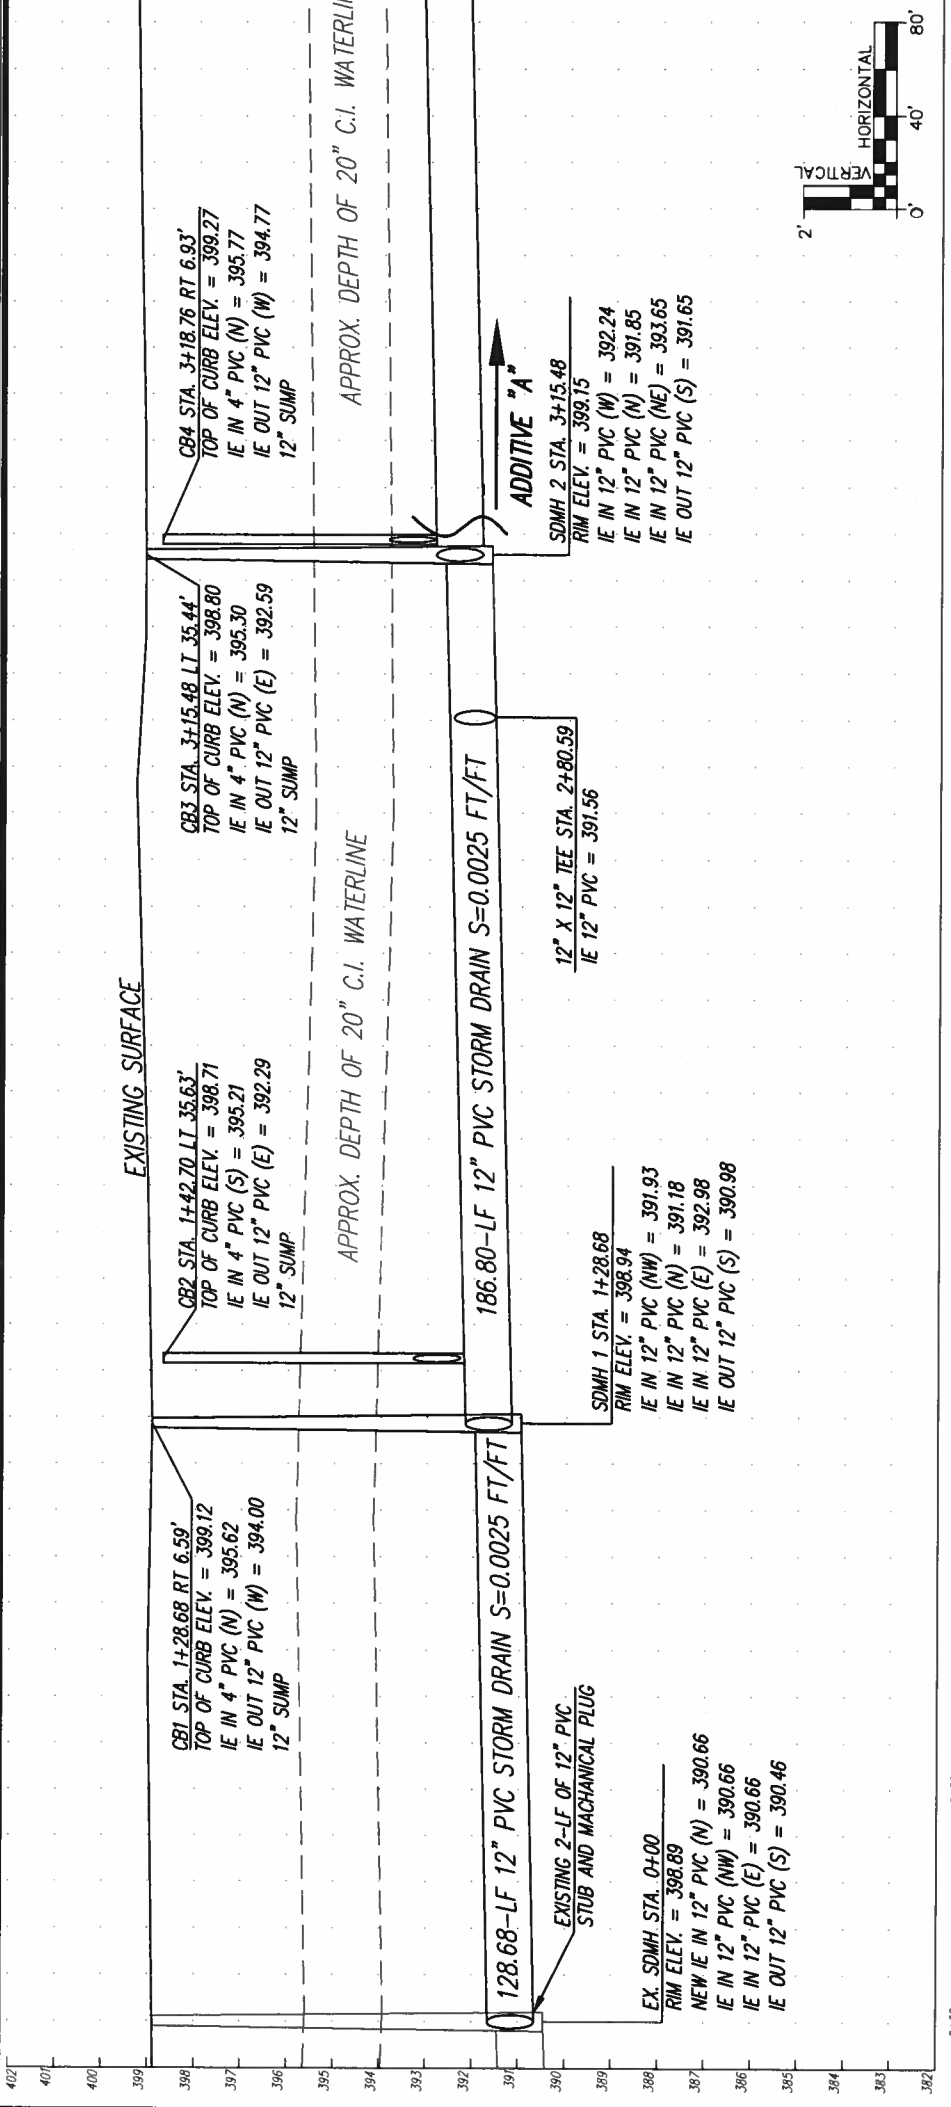 402
401
400
399
398
397
396
395
394
393
392
391
390
389
388
387
386
385
384
383
382
EXISTING SURFACE
CB1 STA. 1+28.68 RT 6.59'
TOP OF CURB ELEV. = 399.12
IE IN 4" PVC (N) = 395.62
IE OUT 12" PVC (W) = 394.00
12" SUMP
CB2 STA. 1+42.70 LT 35.63'
TOP OF CURB ELEV. = 398.71
IE IN 4" PVC (S) = 395.21
IE OUT 12" PVC (E) = 392.29
12" SUMP
CB3 STA. 3+15.48 LT 35.44'
TOP OF CURB ELEV. = 398.80
IE IN 4" PVC (N) = 395.30
IE OUT 12" PVC (E) = 392.59
12" SUMP
CB4 STA. 3+18.76 RT 6.93'
TOP OF CURB ELEV. = 399.27
IE IN 4" PVC (N) = 395.77
IE OUT 12" PVC (W) = 394.77
12" SUMP
APPROX. DEPTH OF 20" C.I. WATERLINE
APPROX. DEPTH OF 20" C.I. WATERLINE
128.68-LF 12" PVC STORM DRAIN S=0.0025 FT/FT
186.80-LF 12" PVC STORM DRAIN S=0.0025 FT/FT
ADDITIVE "A"
EXISTING 2-LF OF 12" PVC
STUB AND MACHANICAL PLUG
EX. SDMH STA. 0+00
RIM ELEV. = 398.89
NEW IE IN 12" PVC (N) = 390.66
IE IN 12" PVC (NW) = 390.66
IE IN 12" PVC (E) = 390.66
IE OUT 12" PVC (S) = 390.46
SDMH 1 STA. 1+28.68
RIM ELEV. = 398.94
IE IN 12" PVC (NW) = 391.93
IE IN 12" PVC (N) = 391.18
IE IN 12" PVC (E) = 392.98
IE OUT 12" PVC (S) = 390.98
12" X 12" TEE STA. 2+80.59
IE 12" PVC = 391.56
SDMH 2 STA. 3+15.48
RIM ELEV. = 399.15
IE IN 12" PVC (W) = 392.24
IE IN 12" PVC (N) = 391.85
IE IN 12" PVC (NE) = 393.65
IE OUT 12" PVC (S) = 391.65
2'
VERTICAL
HORIZONTAL
0'
40'
80'